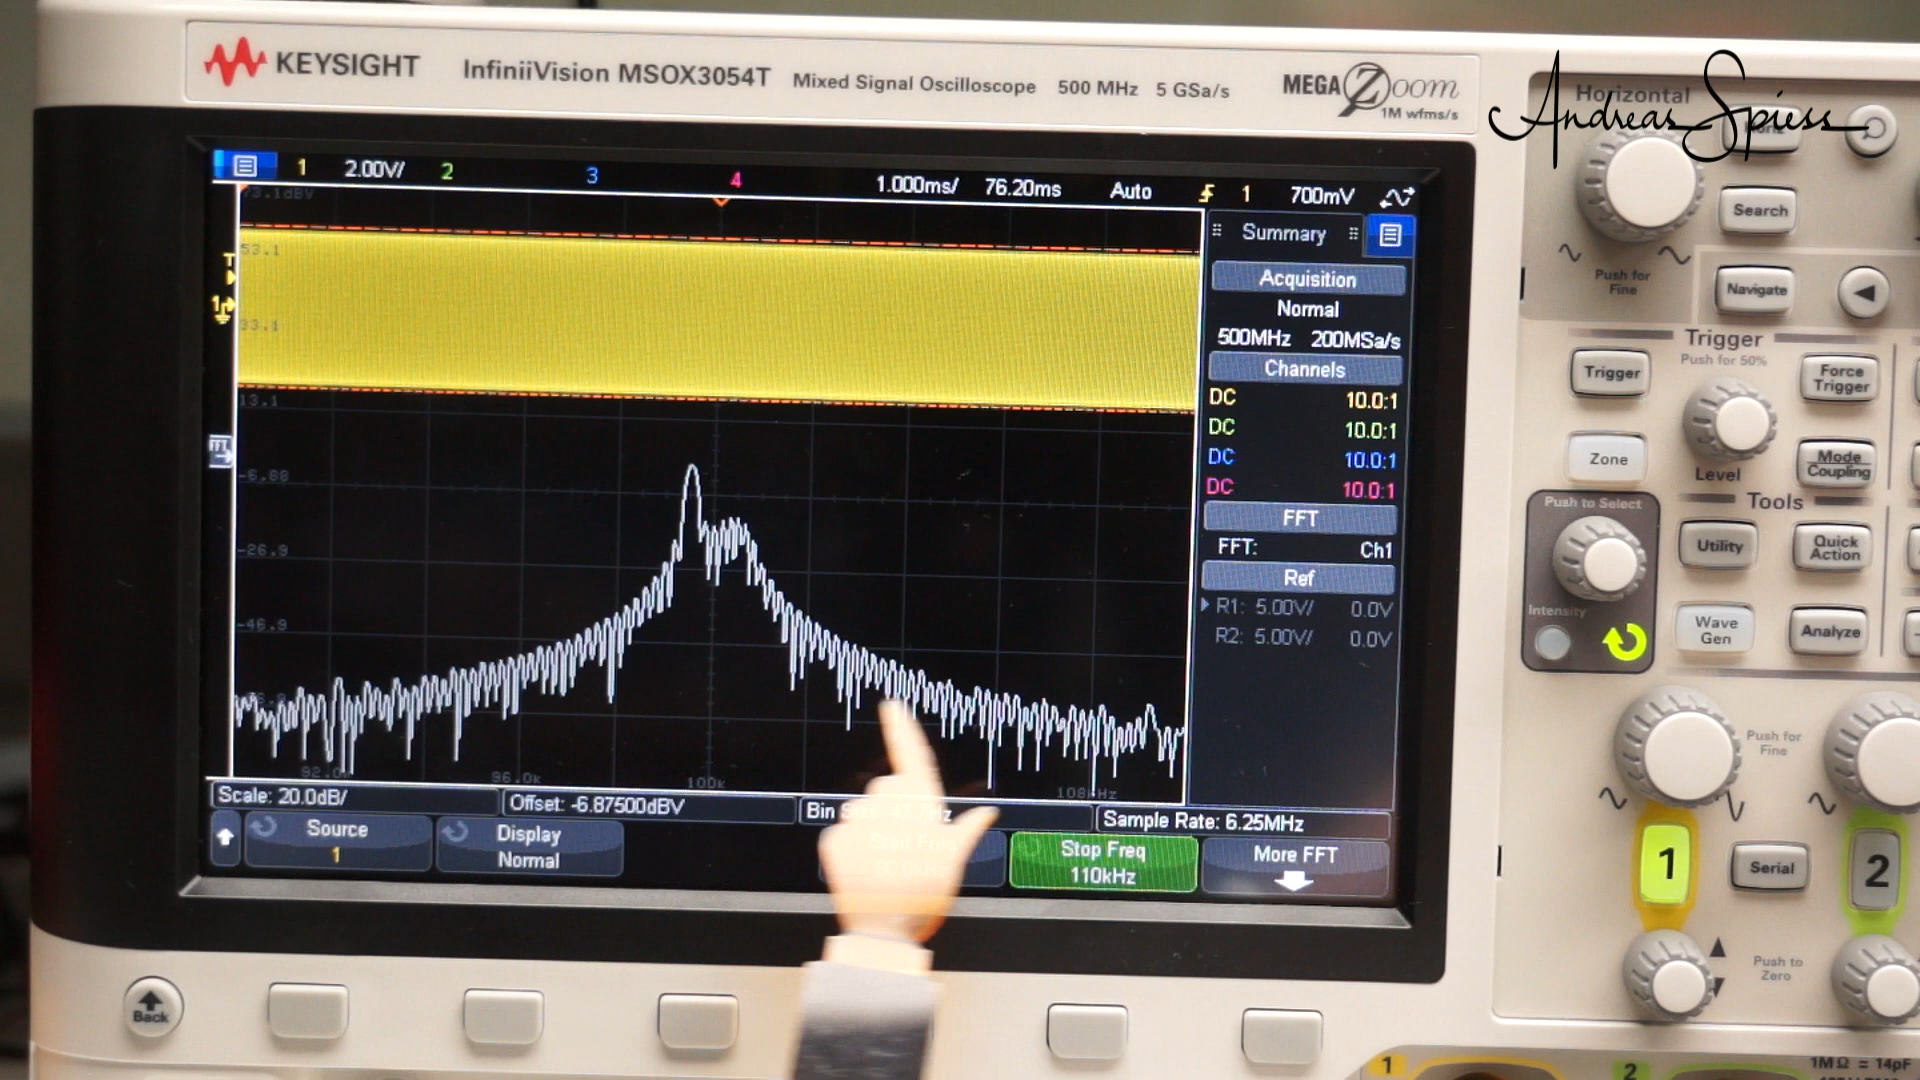 KEYSIGHT InfiniiVision MSOX3054T Mixed Signal Oscilloscope 500 MHz 5 GSa/s MEGA Zoom
1M wfms/s
Andreas Spiess
Horizontal
1 2.00V/ 2 3 4 1.000ms/ 76.20ms Auto 1 700mV
53.1
33.1
13.1
-6.88
-26.9
-46.9
96.0k 100k 108kHz
T
1
FFT
Summary
Acquisition
Normal
500MHz 200MSa/s
Channels
DC 10.0:1
DC 10.0:1
DC 10.0:1
DC 10.0:1
FFT
FFT: Ch1
Ref
R1: 5.00V/ 0.0V
R2: 5.00V/ 0.0V
Scale: 20.0dB/ Offset: -6.87500dBV Bin Sample Rate: 6.25MHz
Source
1
Display
Normal
Stop Freq
110kHz
More FFT
Back
Search
Push for
Fine
Navigate
Trigger
Push for 50%
Trigger
Force
Trigger
Zone
Level
Mode
Coupling
Push to Select
Tools
Utility
Quick
Action
Intensity
Wave
Gen
Analyze
Push for
Fine
1
Serial
2
Push to
Zero
1
2
1MΩ = 14pF